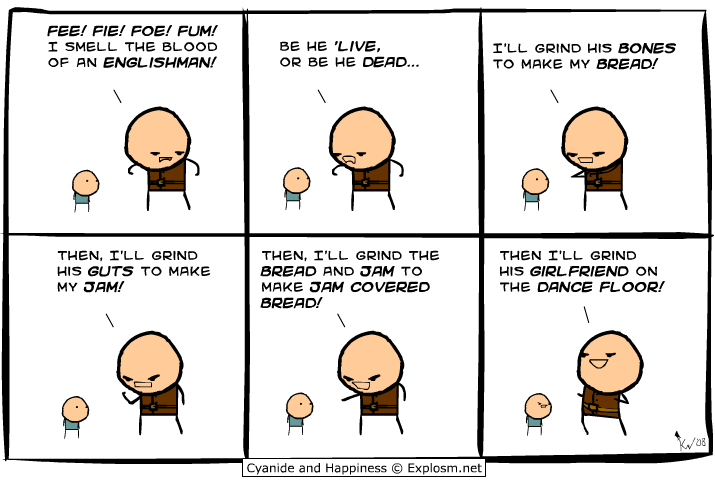 FEE! FIE! FOE! FUM!
I SMELL THE BLOOD
OF AN ENGLISHMAN!
BE HE 'LIVE,
OR BE HE DEAD...
I'LL GRIND HIS BONES
TO MAKE MY BREAD!
THEN, I'LL GRIND
HIS GUTS TO MAKE
MY JAM!
THEN, I'LL GRIND THE
BREAD AND JAM TO
MAKE JAM COVERED
BREAD!
THEN I'LL GRIND
HIS GIRLFRIEND ON
THE DANCE FLOOR!
Cyanide and Happiness © Explosm.net